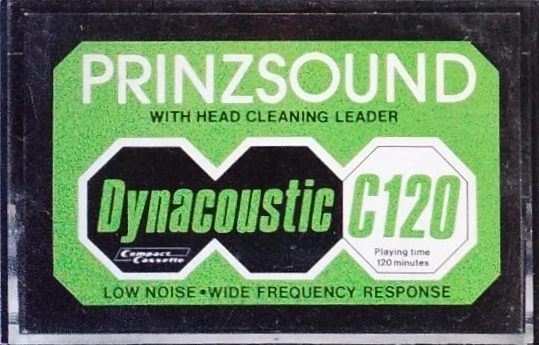 PRINZSOUND
WITH HEAD CLEANING LEADER
Dynacoustic C120
Compact
Cassette
Playing time
120 minutes
LOW NOISE • WIDE FREQUENCY RESPONSE